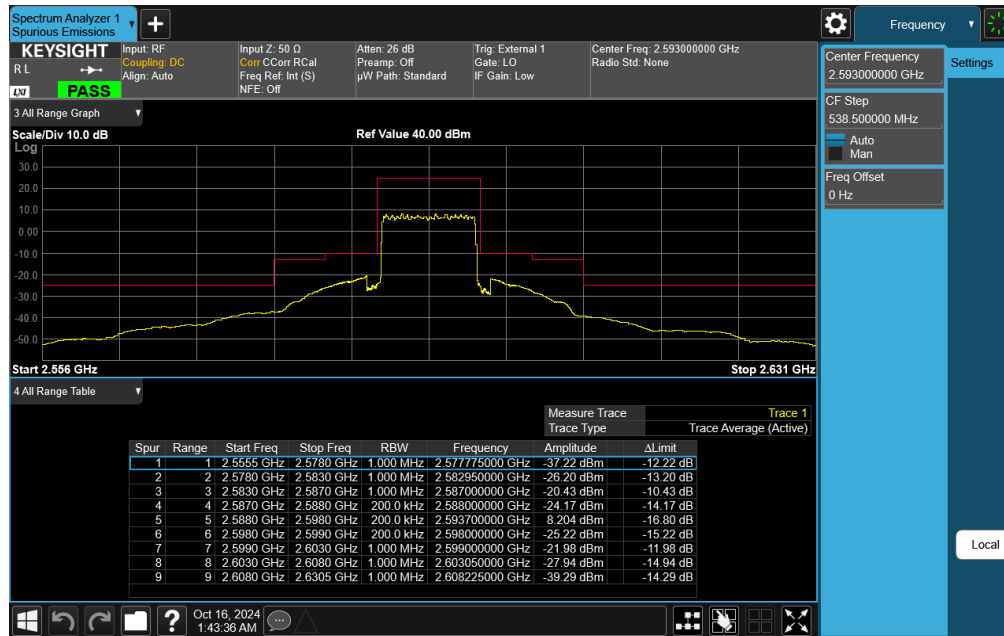 Spectrum Analyzer 1
Spurious Emissions
+
Frequency
KEYSIGHT
R L
LXI
PASS
Input: RF
Coupling: DC
Align: Auto
Input Z: 50 Ω
Corr CCorr RCal
Freq Ref: Int (S)
NFE: Off
Atten: 26 dB
Preamp: Off
µW Path: Standard
Trig: External 1
Gate: LO
IF Gain: Low
Center Freq: 2.593000000 GHz
Radio Std: None
Center Frequency
2.593000000 GHz
Settings
CF Step
538.500000 MHz
Auto
Man
Freq Offset
0 Hz
Local
3 All Range Graph
Scale/Div 10.0 dB
Ref Value 40.00 dBm
Log
30.0
20.0
10.0
0.00
-10.0
-20.0
-30.0
-40.0
-50.0
Start 2.556 GHz
Stop 2.631 GHz
4 All Range Table
Measure Trace Trace 1
Trace Type Trace Average (Active)
Spur Range Start Freq Stop Freq RBW Frequency Amplitude ΔLimit
1 1 2.5555 GHz 2.5780 GHz 1.000 MHz 2.577775000 GHz -37.22 dBm -12.22 dB
2 2 2.5780 GHz 2.5830 GHz 1.000 MHz 2.582950000 GHz -26.20 dBm -13.20 dB
3 3 2.5830 GHz 2.5870 GHz 1.000 MHz 2.587000000 GHz -20.43 dBm -10.43 dB
4 4 2.5870 GHz 2.5880 GHz 200.0 kHz 2.588000000 GHz -24.17 dBm -14.17 dB
5 5 2.5880 GHz 2.5980 GHz 200.0 kHz 2.593700000 GHz 8.204 dBm -16.80 dB
6 6 2.5980 GHz 2.5990 GHz 200.0 kHz 2.598000000 GHz -25.22 dBm -15.22 dB
7 7 2.5990 GHz 2.6030 GHz 1.000 MHz 2.599000000 GHz -21.98 dBm -11.98 dB
8 8 2.6030 GHz 2.6080 GHz 1.000 MHz 2.603050000 GHz -27.94 dBm -14.94 dB
9 9 2.6080 GHz 2.6305 GHz 1.000 MHz 2.608225000 GHz -39.29 dBm -14.29 dB
?
Oct 16, 2024
1:43:36 AM